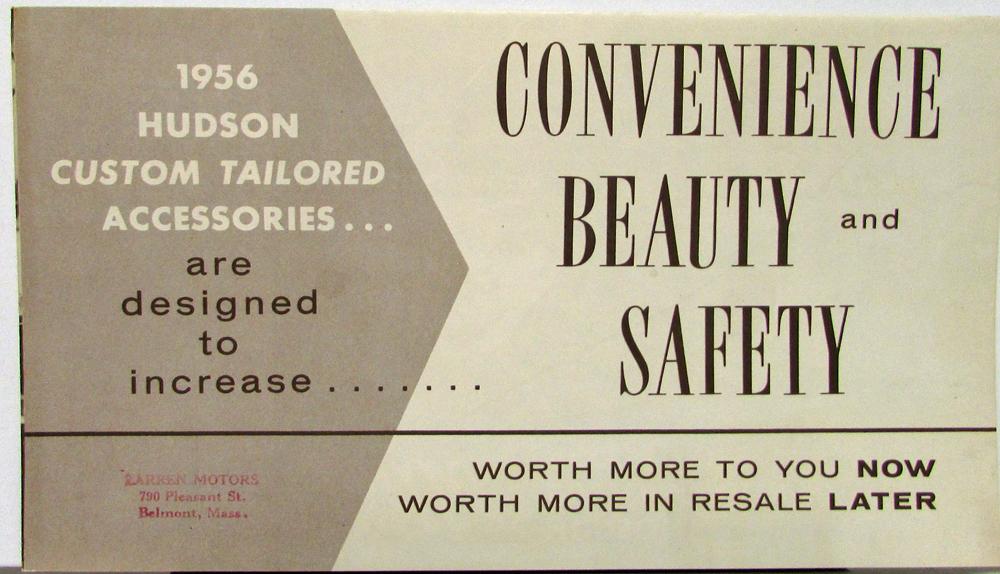 1956
HUDSON
CUSTOM TAILORED
ACCESSORIES...
are
designed
to
increase........
CONVENIENCE
BEAUTY and
SAFETY
WORTH MORE TO YOU NOW
WORTH MORE IN RESALE LATER
MOTORS
790 Pleasant St.
Belmont, Mass.